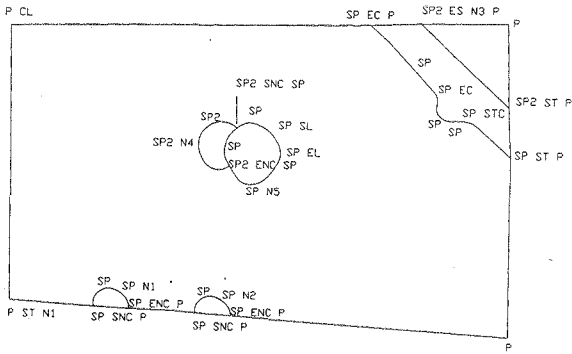 P CL
SP EC P
SP2 ES N3 P
P
SP
SP2 SNC SP
SP EC
SP2
SP
SP2 ST P
SP STC
SP SL
SP
SP
SP2 N4
SP
SP EL
SP ST P
SP2 ENC
SP
SP N5
SP
SP N1
SP
SP N2
SP ENC P
SP ENC P
P ST N1
SP SNC P
SP SNC P
P